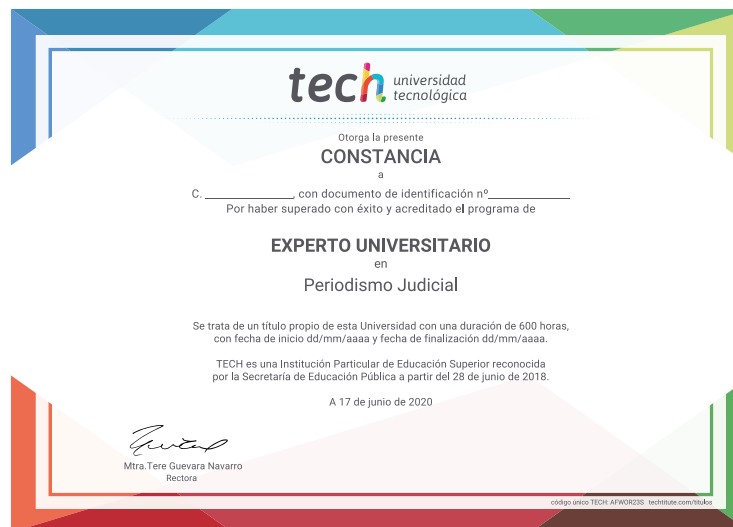 tech universidad
tecnológica
Otorga la presente
CONSTANCIA
a
C. ______________, con documento de identificación nº_____________
Por haber superado con éxito y acreditado el programa de
EXPERTO UNIVERSITARIO
en
Periodismo Judicial
Se trata de un título propio de esta Universidad con una duración de 600 horas,
con fecha de inicio dd/mm/aaaa y fecha de finalización dd/mm/aaaa.
TECH es una Institución Particular de Educación Superior reconocida
por la Secretaría de Educación Pública a partir del 28 de junio de 2018.
A 17 de junio de 2020
Mtra.Tere Guevara Navarro
Rectora
código único TECH: AFWOR23S techtitute.com/titulos